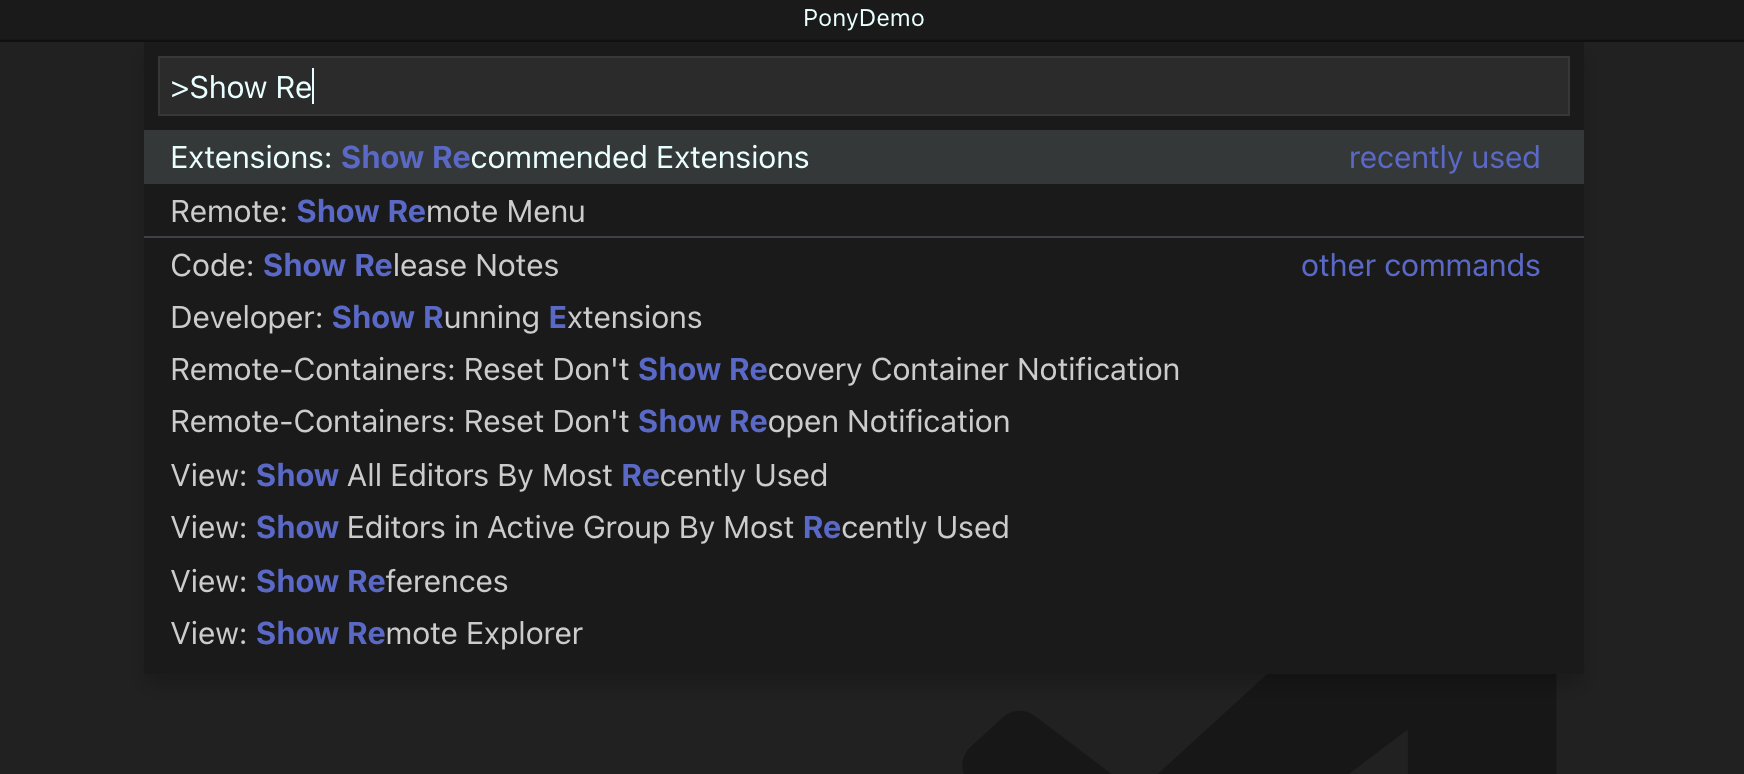 PonyDemo
>Show Re
Extensions: Show Recommended Extensions recently used
Remote: Show Remote Menu
Code: Show Release Notes other commands
Developer: Show Running Extensions
Remote-Containers: Reset Don't Show Recovery Container Notification
Remote-Containers: Reset Don't Show Reopen Notification
View: Show All Editors By Most Recently Used
View: Show Editors in Active Group By Most Recently Used
View: Show References
View: Show Remote Explorer